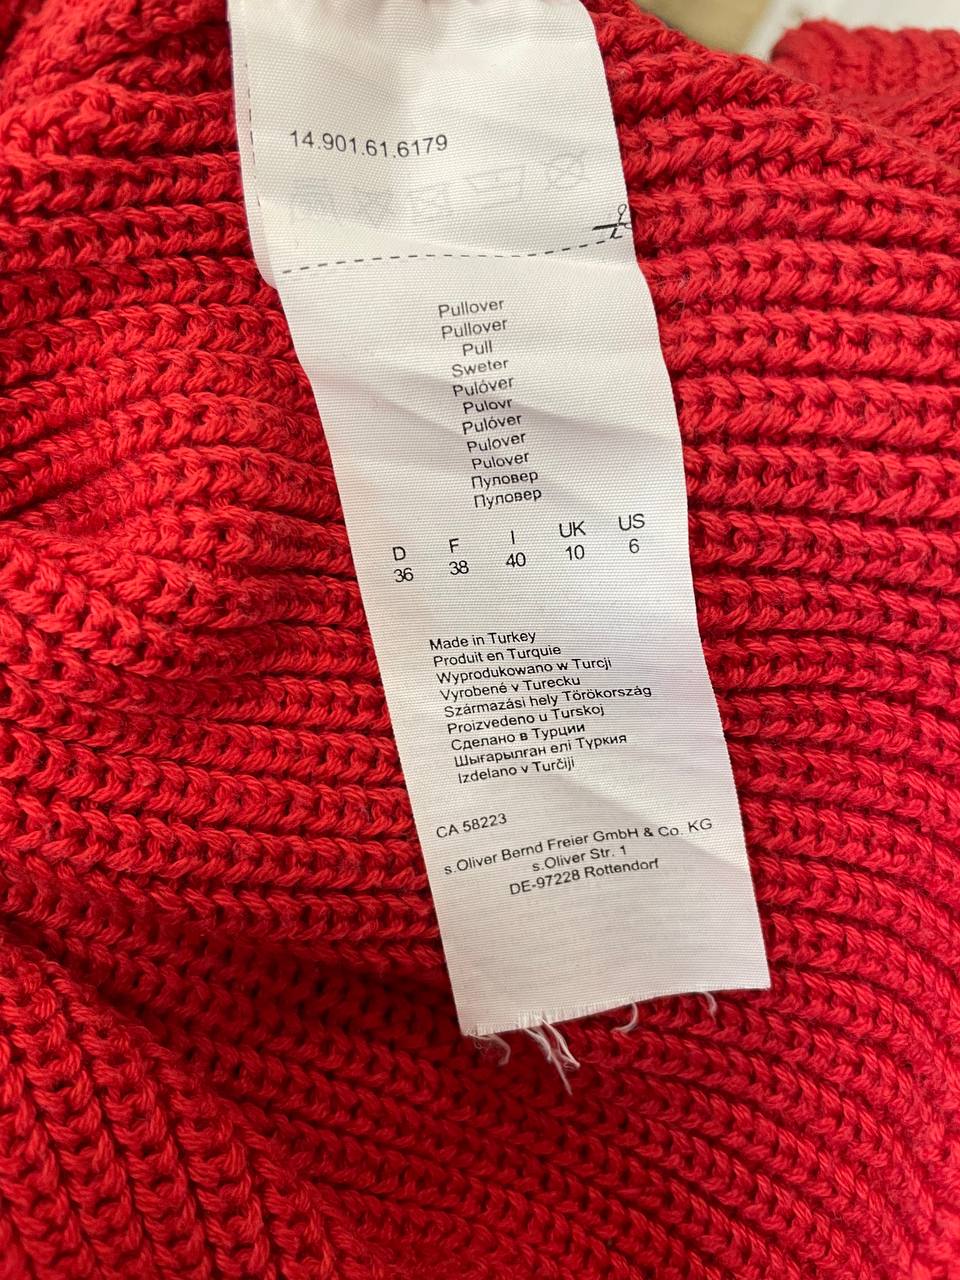 14.901.61.6179
Pullover
Pullover
Pull
Sweter
Pulóver
Pulovr
Pulóver
Pulover
Pulover
Пуловер
Пуловер
D F I UK US
36 38 40 10 6
Made in Turkey
Produit en Turquie
Wyprodukowano w Turcji
Vyrobené v Turecku
Származási hely Törökország
Proizvedeno u Turskoj
Сделано в Турции
Шығарылған елі Түркия
Izdelano v Turčiji
CA 58223
s.Oliver Bernd Freier GmbH & Co. KG
s.Oliver Str. 1
DE-97228 Rottendorf